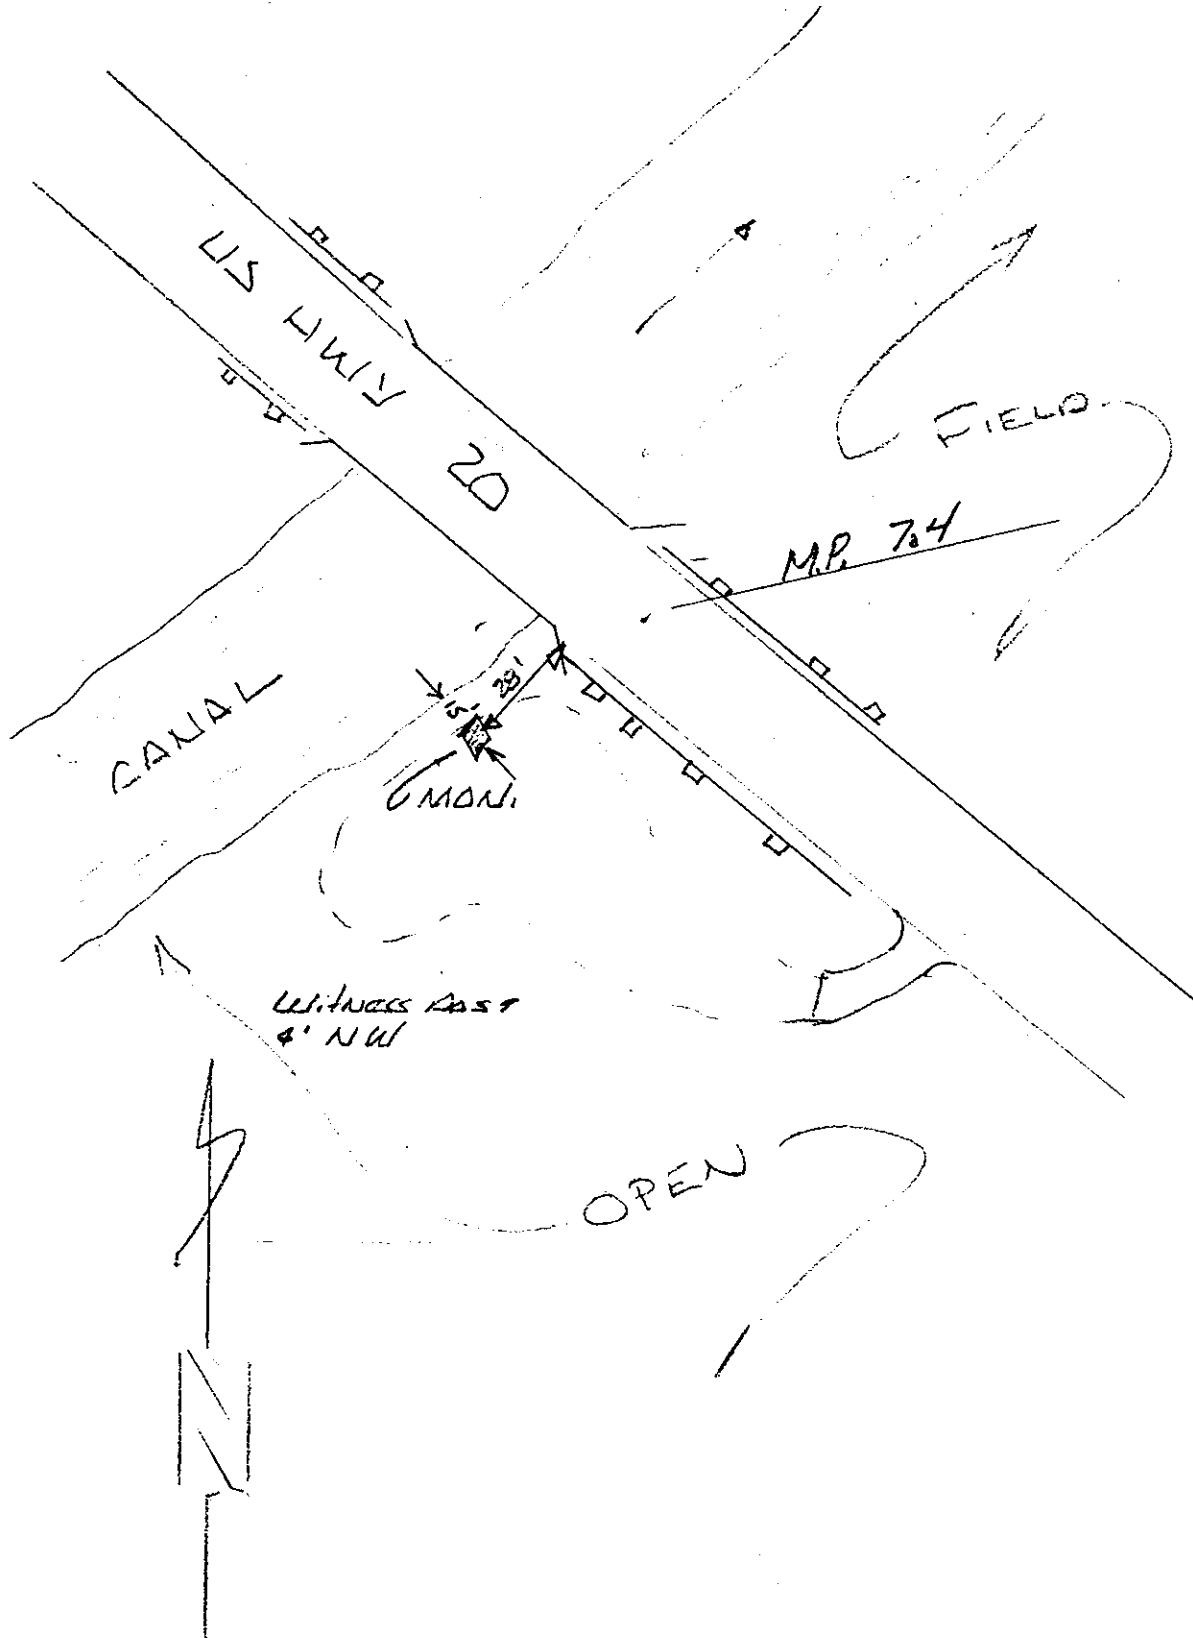 US HWY 20
FIELD
M.P. 7.4
28'
15'
CANAL
MON.
Witness Post
4' NW
OPEN
N